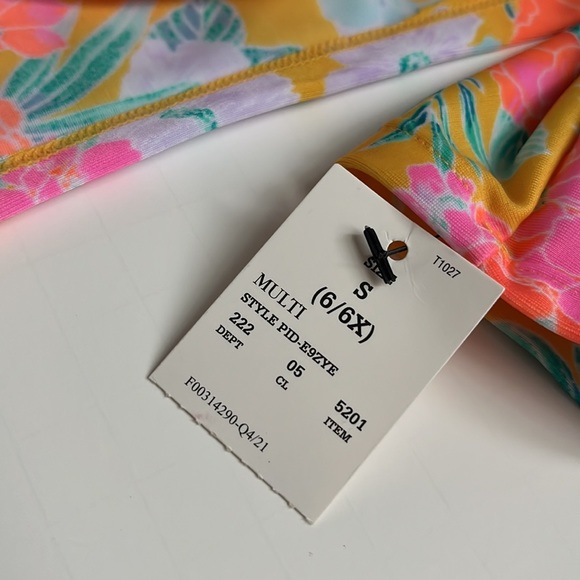 T1027
SIZE
S
(6/6X)
MULTI
STYLE PID-E9ZYE
222 05 5201
DEPT CL ITEM
F00314290-Q4/21